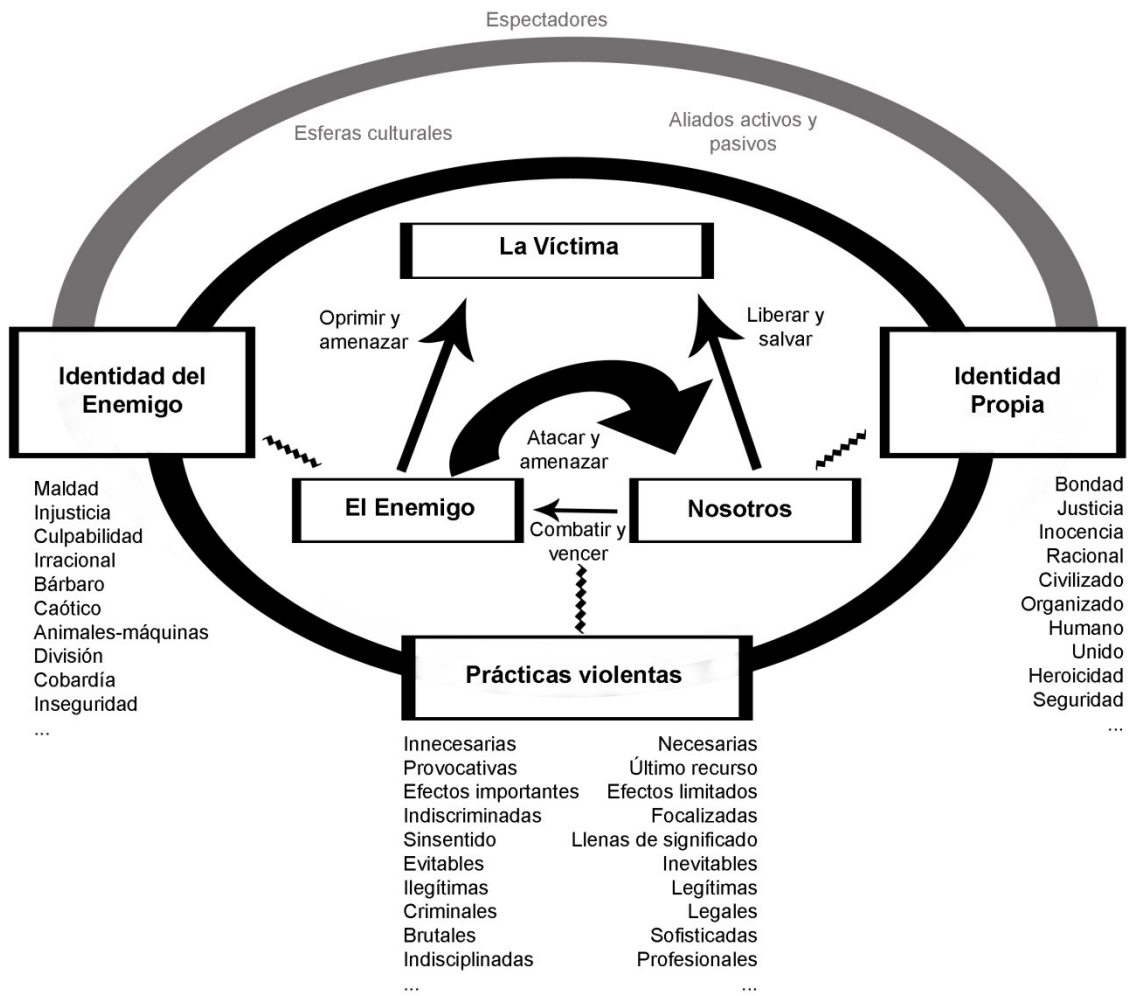 Espectadores
Esferas culturales
Aliados activos y
pasivos
La Víctima
Oprimir y
amenazar
Liberar y
salvar
Identidad del
Enemigo
Identidad
Propia
Atacar y
amenazar
El Enemigo
Nosotros
Combatir y
vencer
Maldad
Injusticia
Culpabilidad
Irracional
Bárbaro
Caótico
Animales-máquinas
División
Cobardía
Inseguridad
...
Bondad
Justicia
Inocencia
Racional
Civilizado
Organizado
Humano
Unido
Heroicidad
Seguridad
...
Prácticas violentas
Innecesarias
Provocativas
Efectos importantes
Indiscriminadas
Sinsentido
Evitables
Ilegítimas
Criminales
Brutales
Indisciplinadas
...
Necesarias
Último recurso
Efectos limitados
Focalizadas
Llenas de significado
Inevitables
Legítimas
Legales
Sofisticadas
Profesionales
...